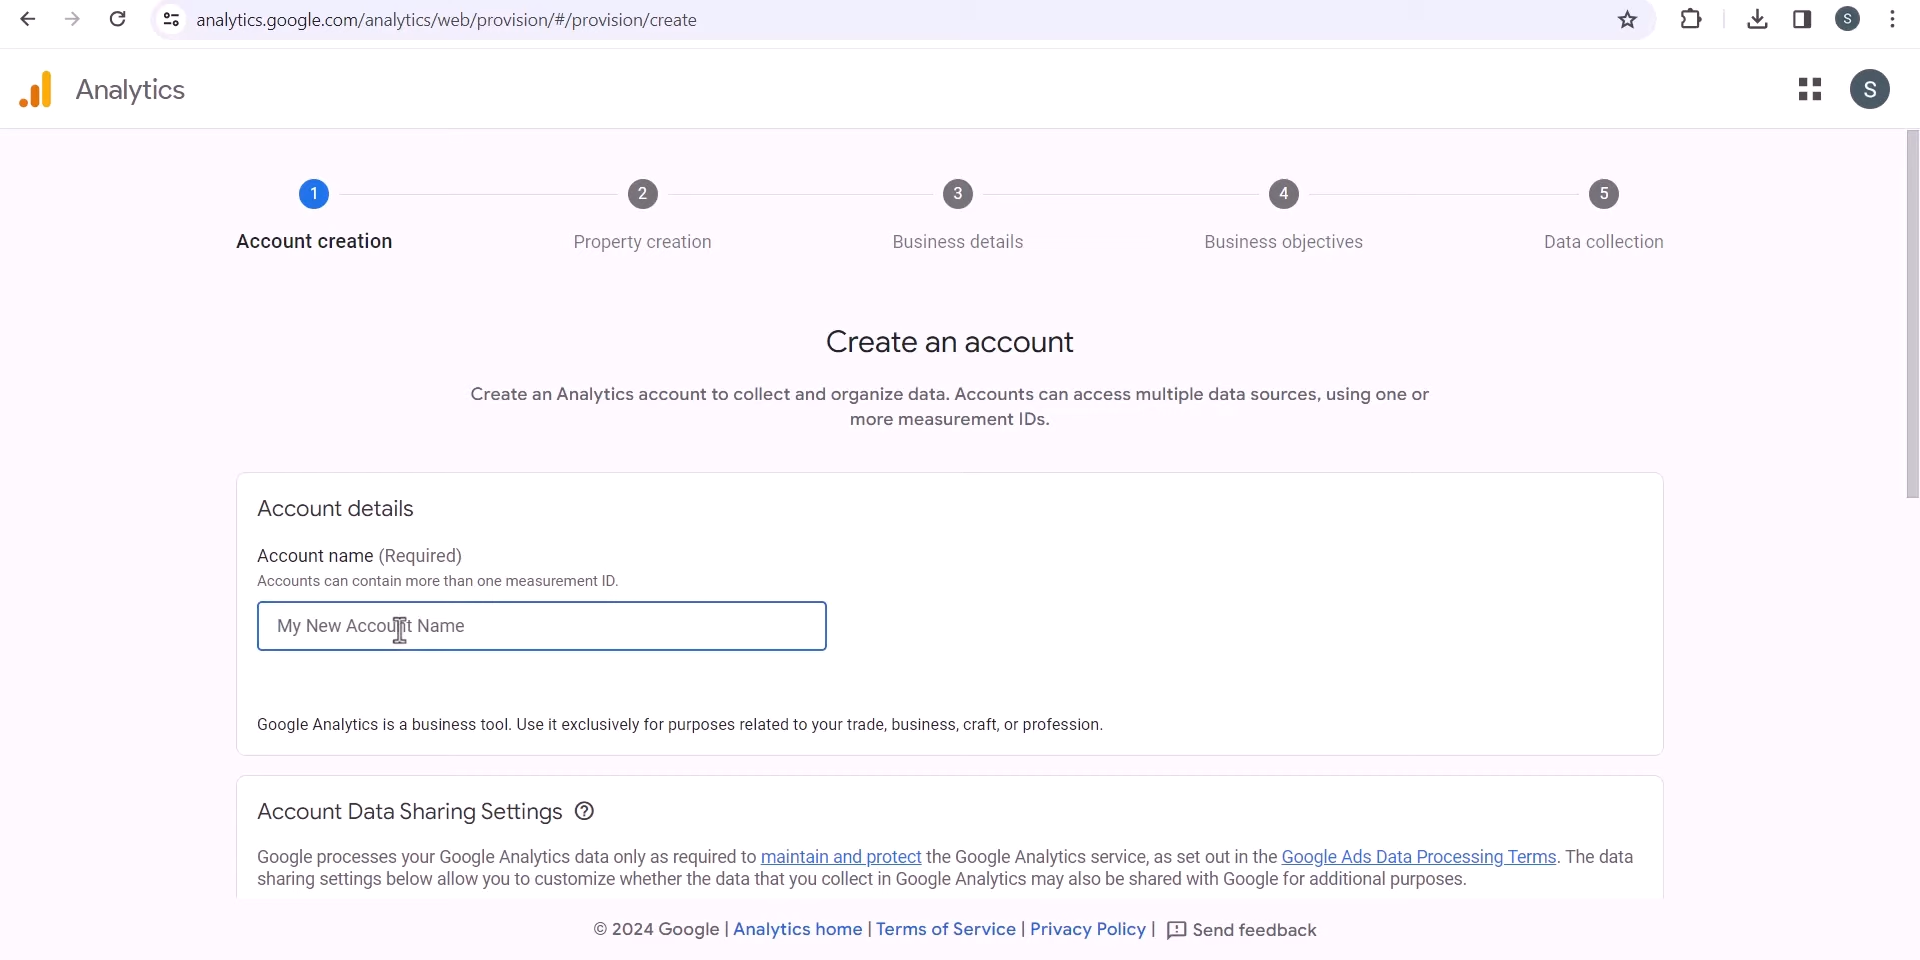 analytics.google.com/analytics/web/provision/#/provision/create
S
Analytics
S
1
2
3
4
5
Account creation
Property creation
Business details
Business objectives
Data collection
Create an account
Create an Analytics account to collect and organize data. Accounts can access multiple data sources, using one or
more measurement IDs.
Account details
Account name (Required)
Accounts can contain more than one measurement ID.
My New Account Name
Google Analytics is a business tool. Use it exclusively for purposes related to your trade, business, craft, or profession.
Account Data Sharing Settings ?
Google processes your Google Analytics data only as required to maintain and protect the Google Analytics service, as set out in the Google Ads Data Processing Terms. The data
sharing settings below allow you to customize whether the data that you collect in Google Analytics may also be shared with Google for additional purposes.
© 2024 Google | Analytics home | Terms of Service | Privacy Policy | Send feedback